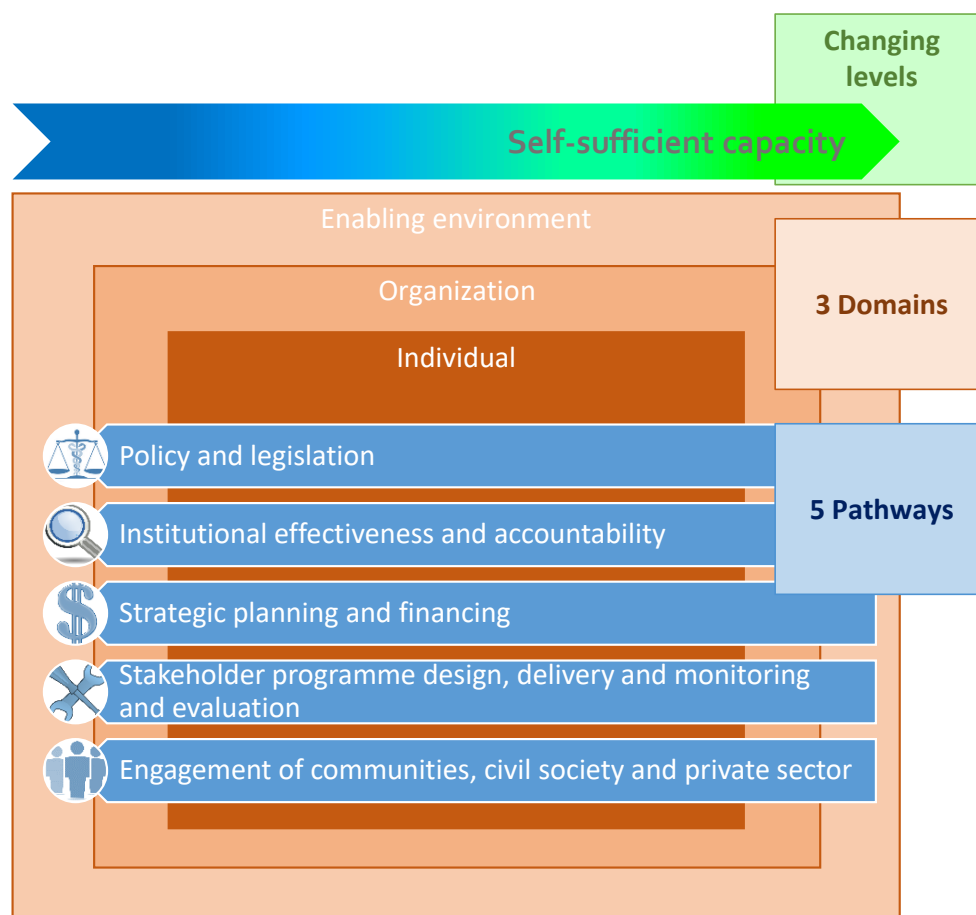 Changing
levels
Self-sufficient capacity
Enabling environment
Organization
3 Domains
Individual
Policy and legislation
5 Pathways
Institutional effectiveness and accountability
Strategic planning and financing
Stakeholder programme design, delivery and monitoring
and evaluation
Engagement of communities, civil society and private sector